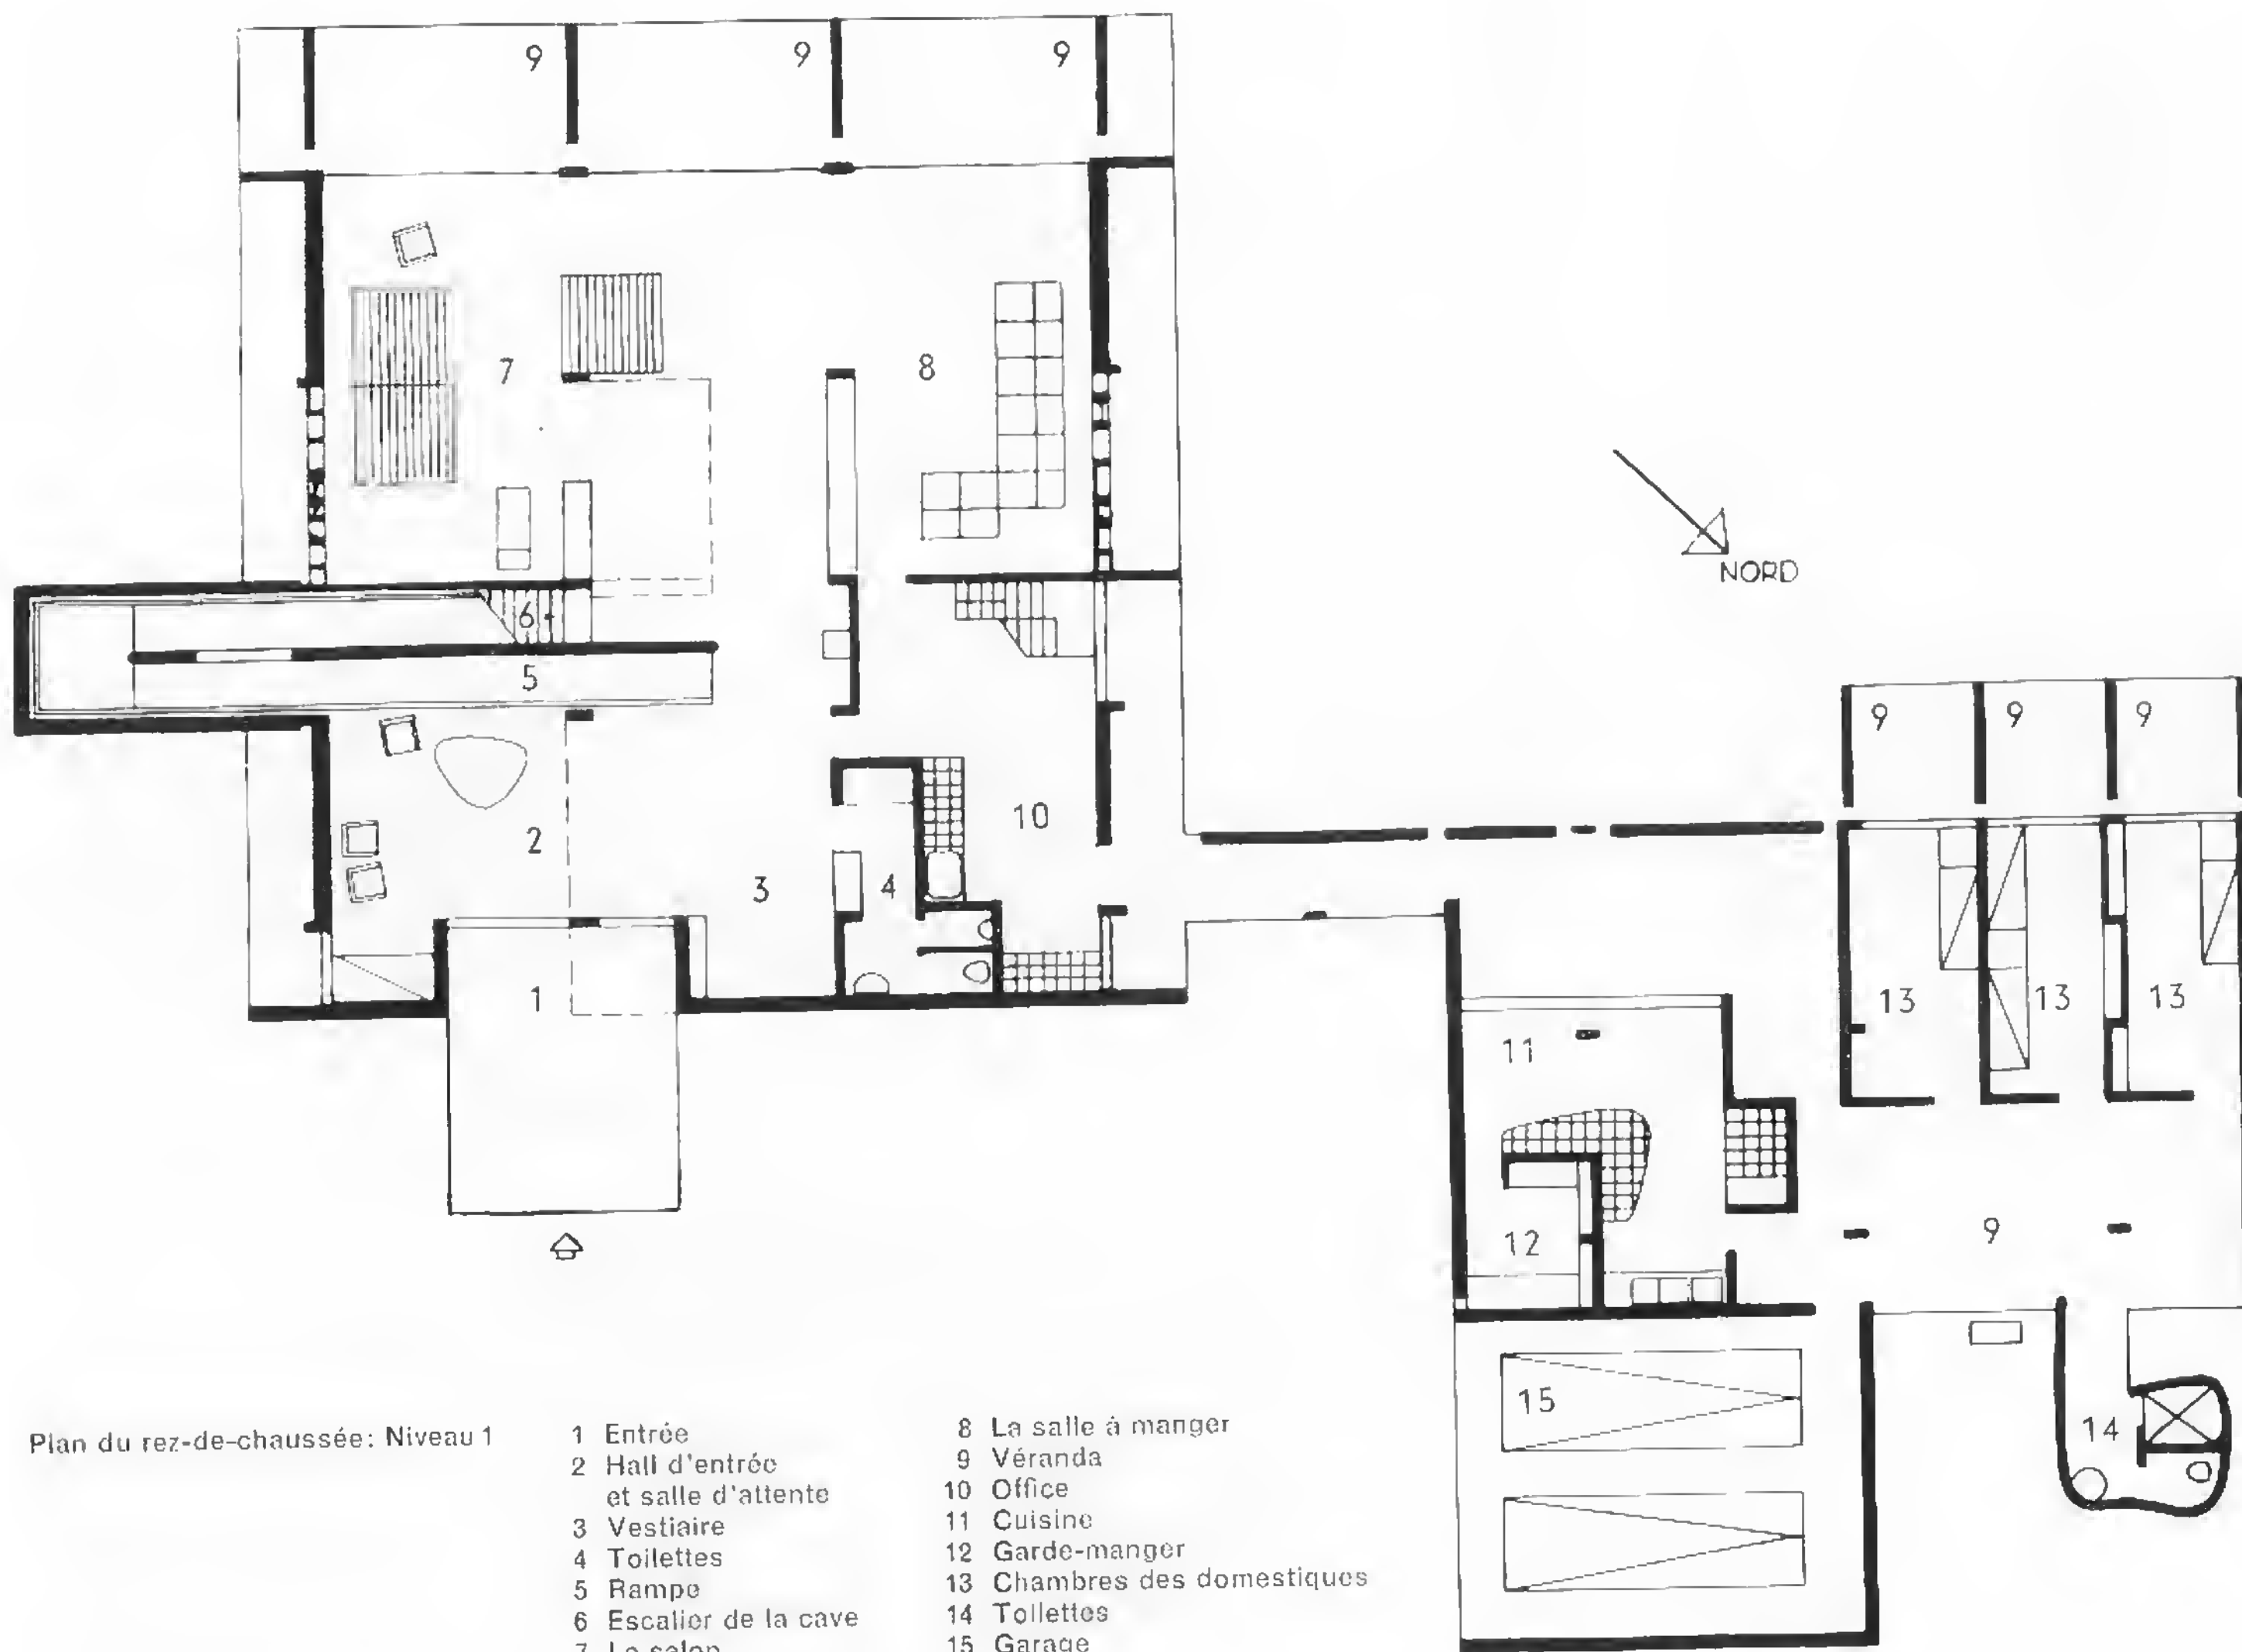 9 9 9
7 8
6
5
NORD
9 9 9
2 10
3 4
1
13 13 13
11
12 9
15
14
Plan du rez-de-chaussée: Niveau 1
1 Entrée
2 Hall d'entrée
et salle d'attente
3 Vestiaire
4 Toilettes
5 Rampe
6 Escalier de la cave
7 Le salon
8 La salle à manger
9 Véranda
10 Office
11 Cuisine
12 Garde-manger
13 Chambres des domestiques
14 Toilettes
15 Garage